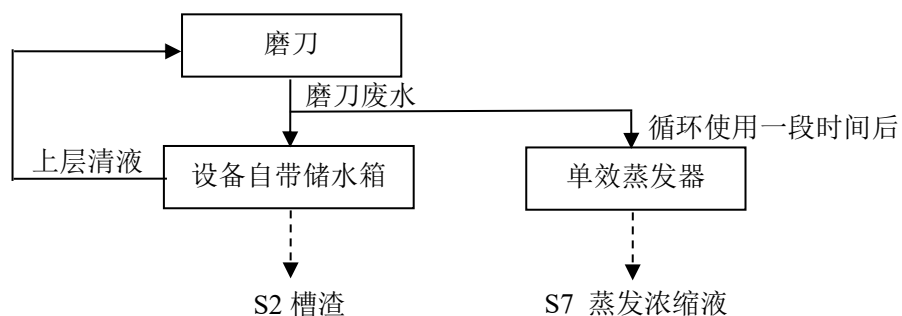 磨刀
磨刀废水
循环使用一段时间后
上层清液
设备自带储水箱
单效蒸发器
S2 槽渣
S7 蒸发浓缩液